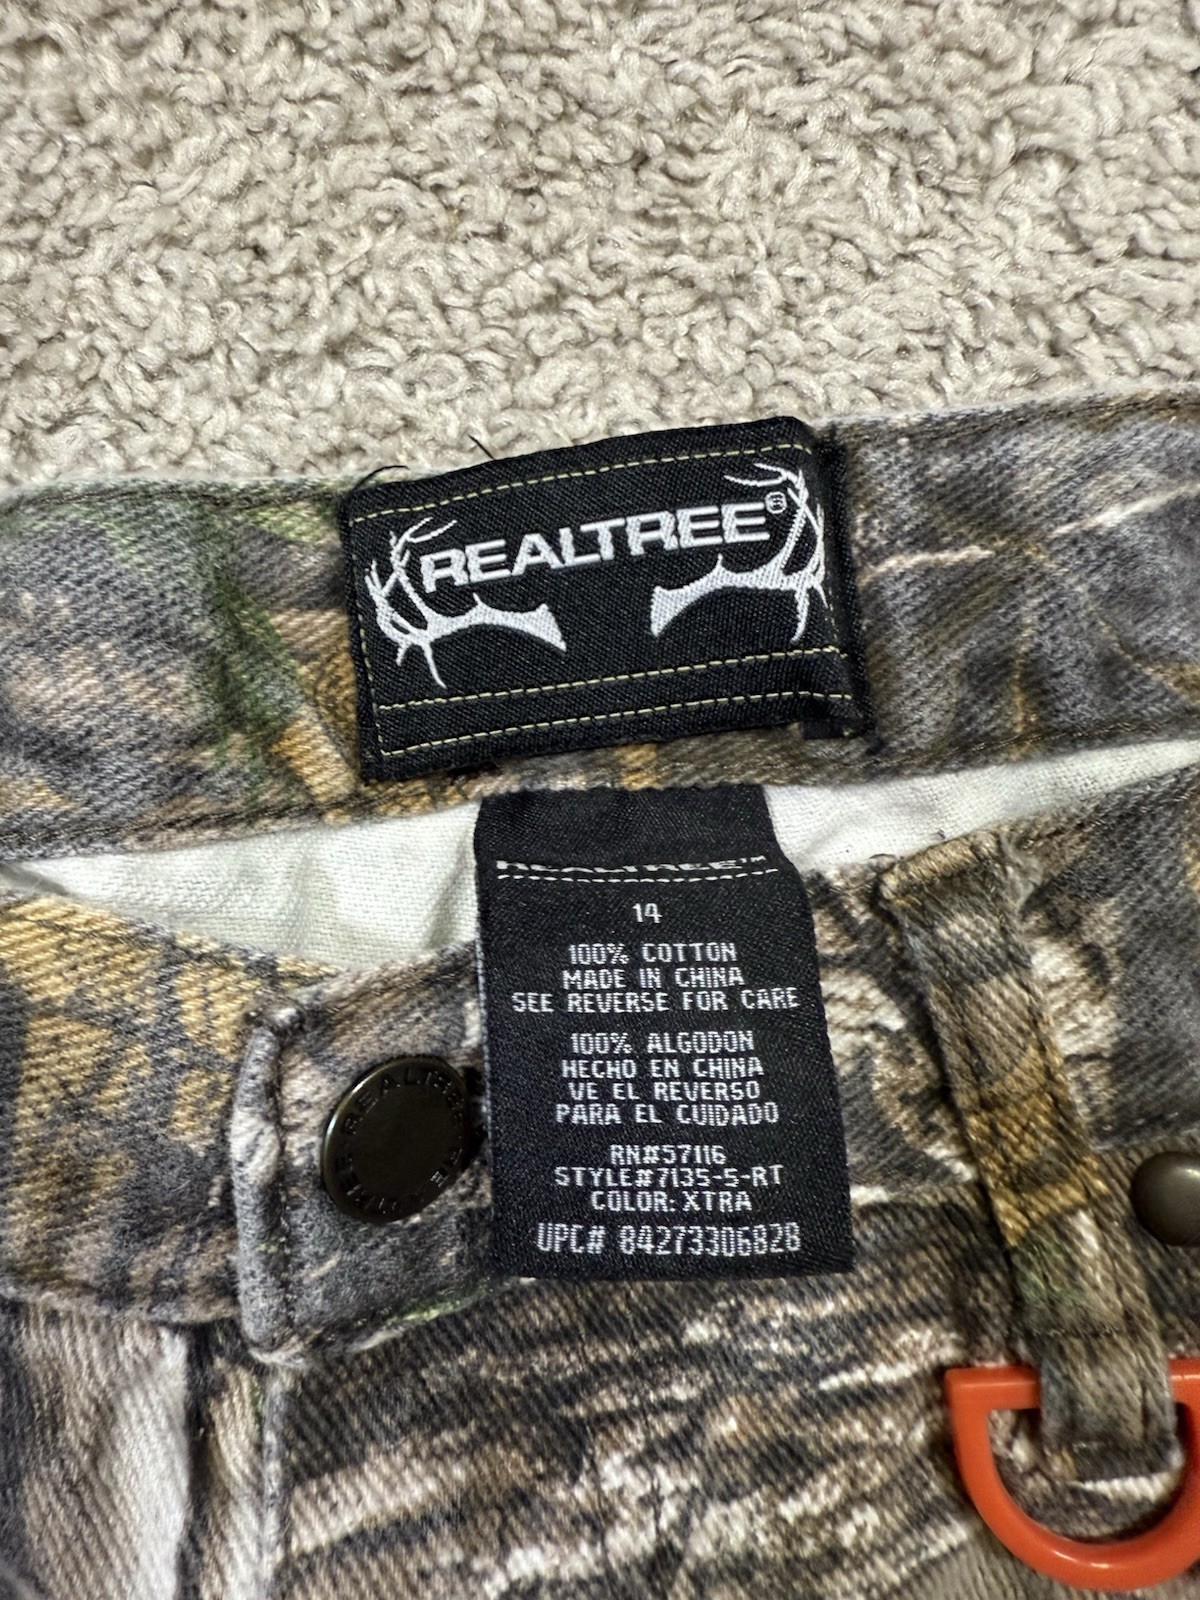 REALTREE®
REALTREE™
14
100% COTTON
MADE IN CHINA
SEE REVERSE FOR CARE
100% ALGODON
HECHO EN CHINA
VE EL REVERSO
PARA EL CUIDADO
RN#57116
STYLE#7135-5-RT
COLOR: XTRA
UPC# 84273306828
REALTREE